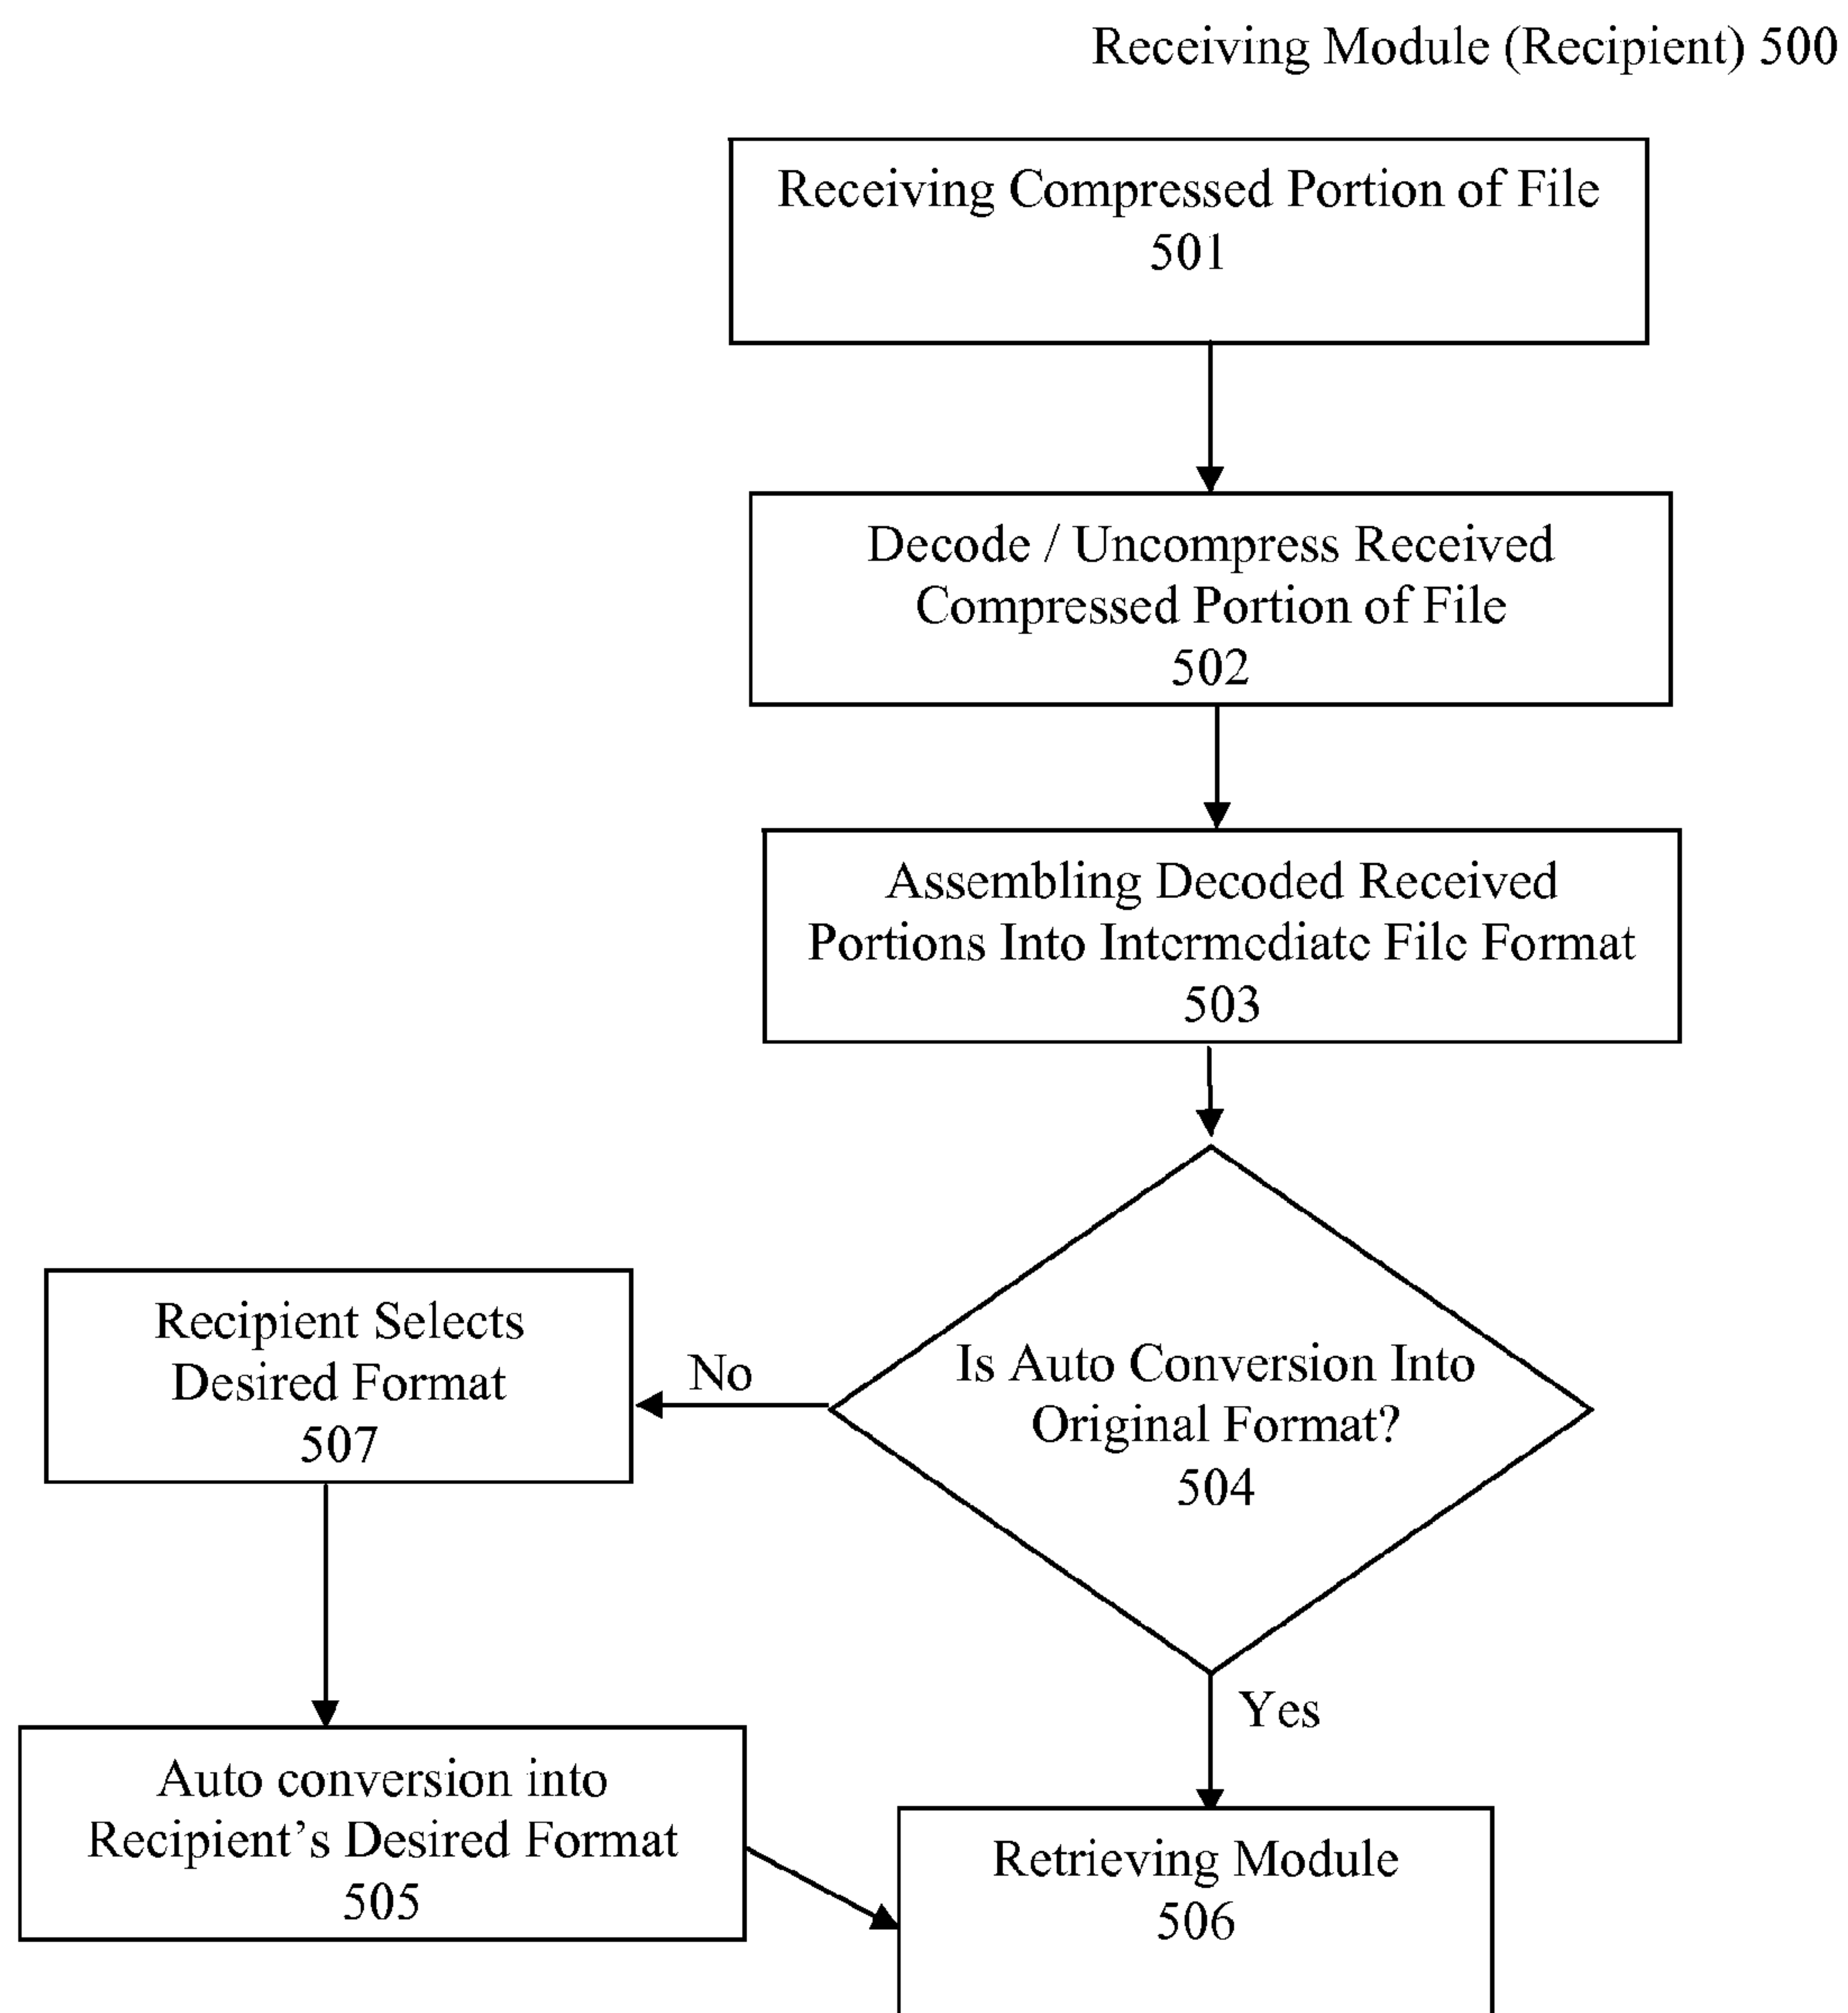 Receiving Module (Recipient) 500
Receiving Compressed Portion of File
501
Decode / Uncompress Received
Compressed Portion of File
502
Assembling Decoded Received
Portions Into Intermediate File Format
503
Is Auto Conversion Into
Original Format?
504
No
Recipient Selects
Desired Format
507
Yes
Auto conversion into
Recipient’s Desired Format
505
Retrieving Module
506